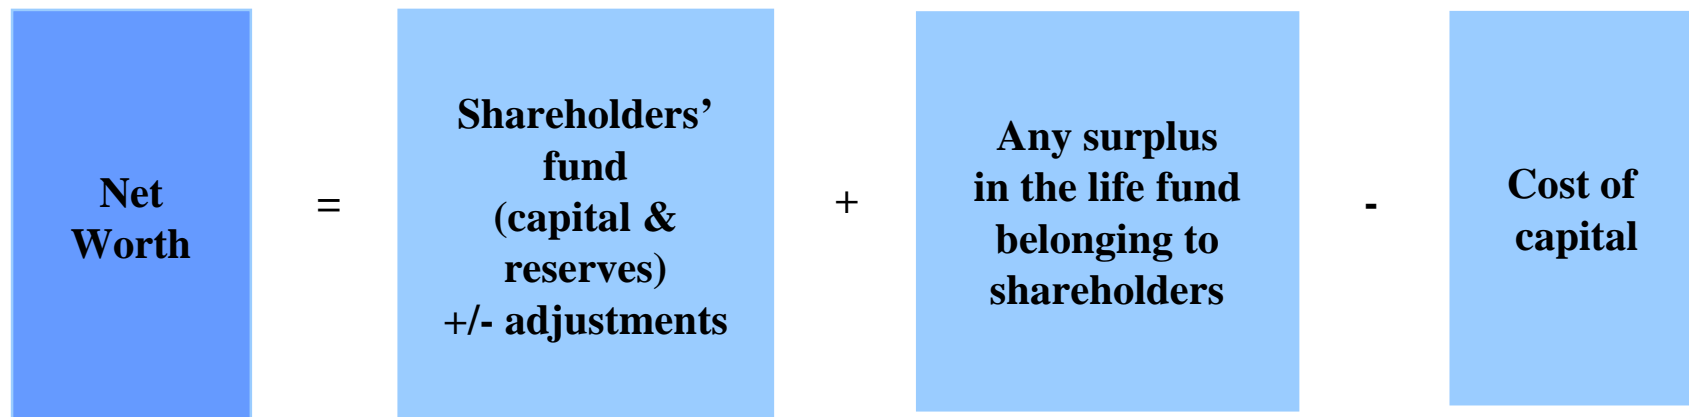 Net
Worth
=
Shareholders’
fund
(capital &
reserves)
+/- adjustments
+
Any surplus
in the life fund
belonging to
shareholders
-
Cost of
capital